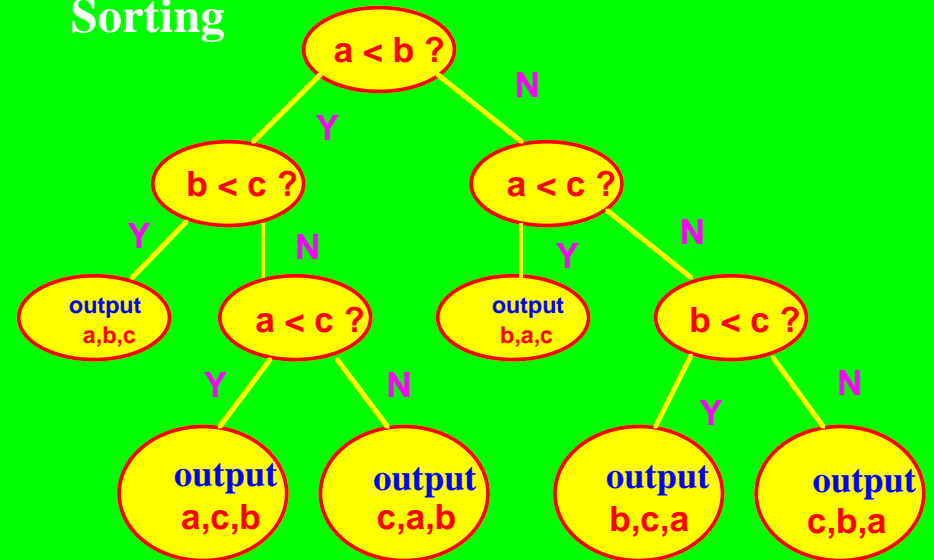 Sorting
a < b ?
Y
N
b < c ?
a < c ?
Y
N
Y
N
output
a,b,c
a < c ?
output
b,a,c
b < c ?
Y
N
Y
N
output
a,c,b
output
c,a,b
output
b,c,a
output
c,b,a